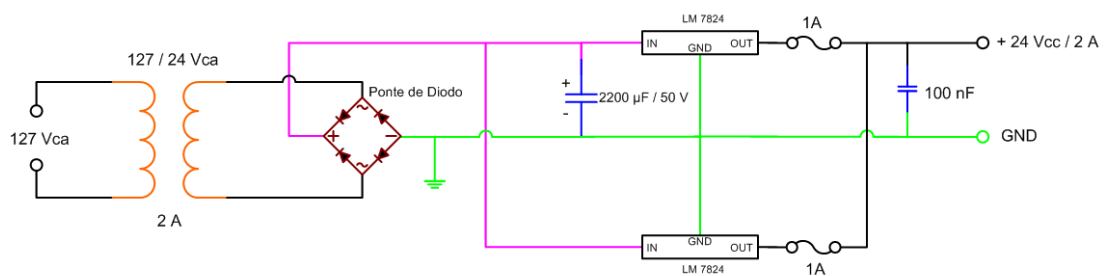 LM 7824
1A
IN
GND
OUT
+ 24 Vcc / 2 A
127 / 24 Vca
Ponte de Diodo
+
2200 µF / 50 V
-
100 nF
127 Vca
~
+
-
~
GND
2 A
IN
GND
OUT
LM 7824
1A